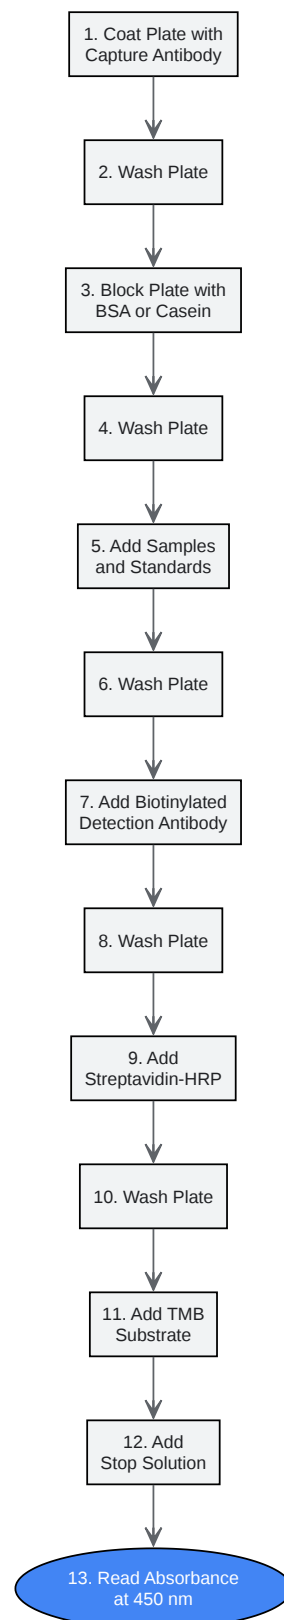 1. Coat Plate with
Capture Antibody
2. Wash Plate
3. Block Plate with
BSA or Casein
4. Wash Plate
5. Add Samples
and Standards
6. Wash Plate
7. Add Biotinylated
Detection Antibody
8. Wash Plate
9. Add
Streptavidin-HRP
10. Wash Plate
11. Add TMB
Substrate
12. Add
Stop Solution
13. Read Absorbance
at 450 nm